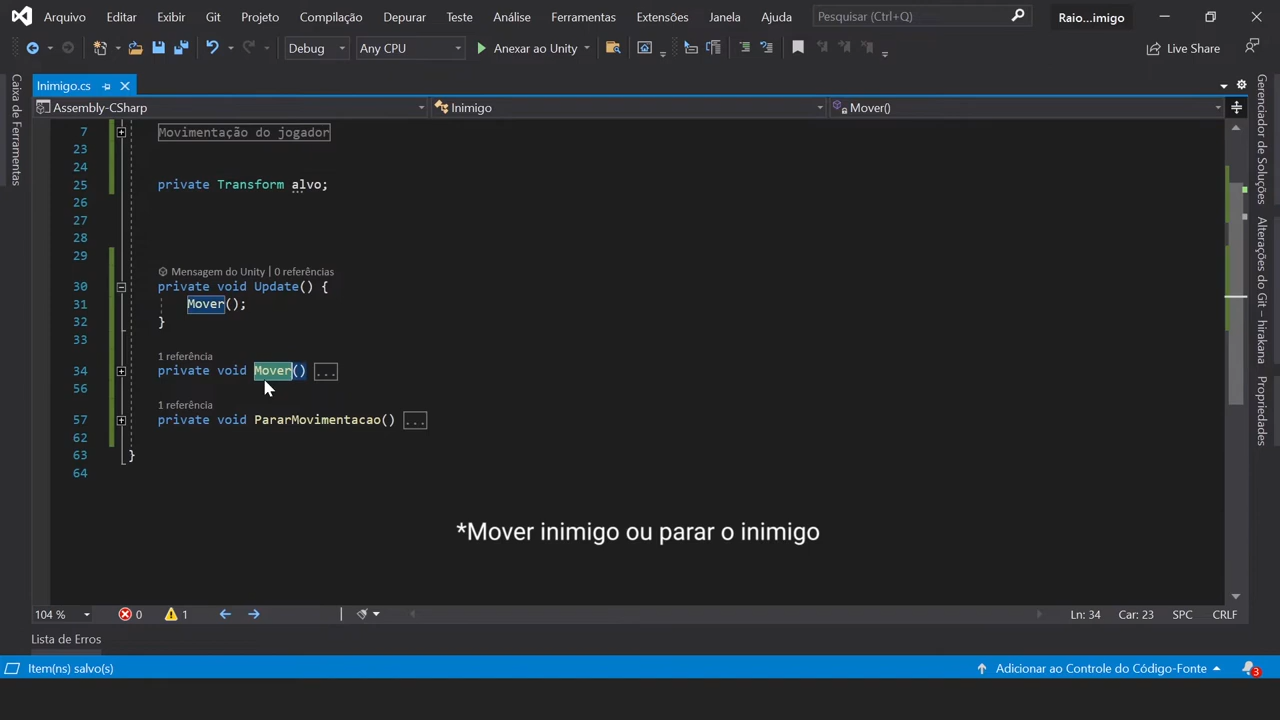 Arquivo Editar Exibir Git Projeto Compilação Depurar Teste Análise Ferramentas Extensões Janela Ajuda Pesquisar (Ctrl+Q) Raio...imigo
Debug Any CPU Anexar ao Unity Live Share
Inimigo.cs
Assembly-CSharp Inimigo Mover()
Caixa de Ferramentas
7 Movimentação do jogador
23
24
25 private Transform alvo;
26
27
28
29
Mensagem do Unity | 0 referências
30 private void Update() {
31 Mover();
32 }
33
1 referência
34 private void Mover() ...
56
1 referência
57 private void PararMovimentacao() ...
62
63 }
64
*Mover inimigo ou parar o inimigo
Gerenciador de Soluções
Alterações do Git – hirakana
Propriedades
104 % 0 1 Ln: 34 Car: 23 SPC CRLF
Lista de Erros
Item(ns) salvo(s) Adicionar ao Controle do Código-Fonte 3